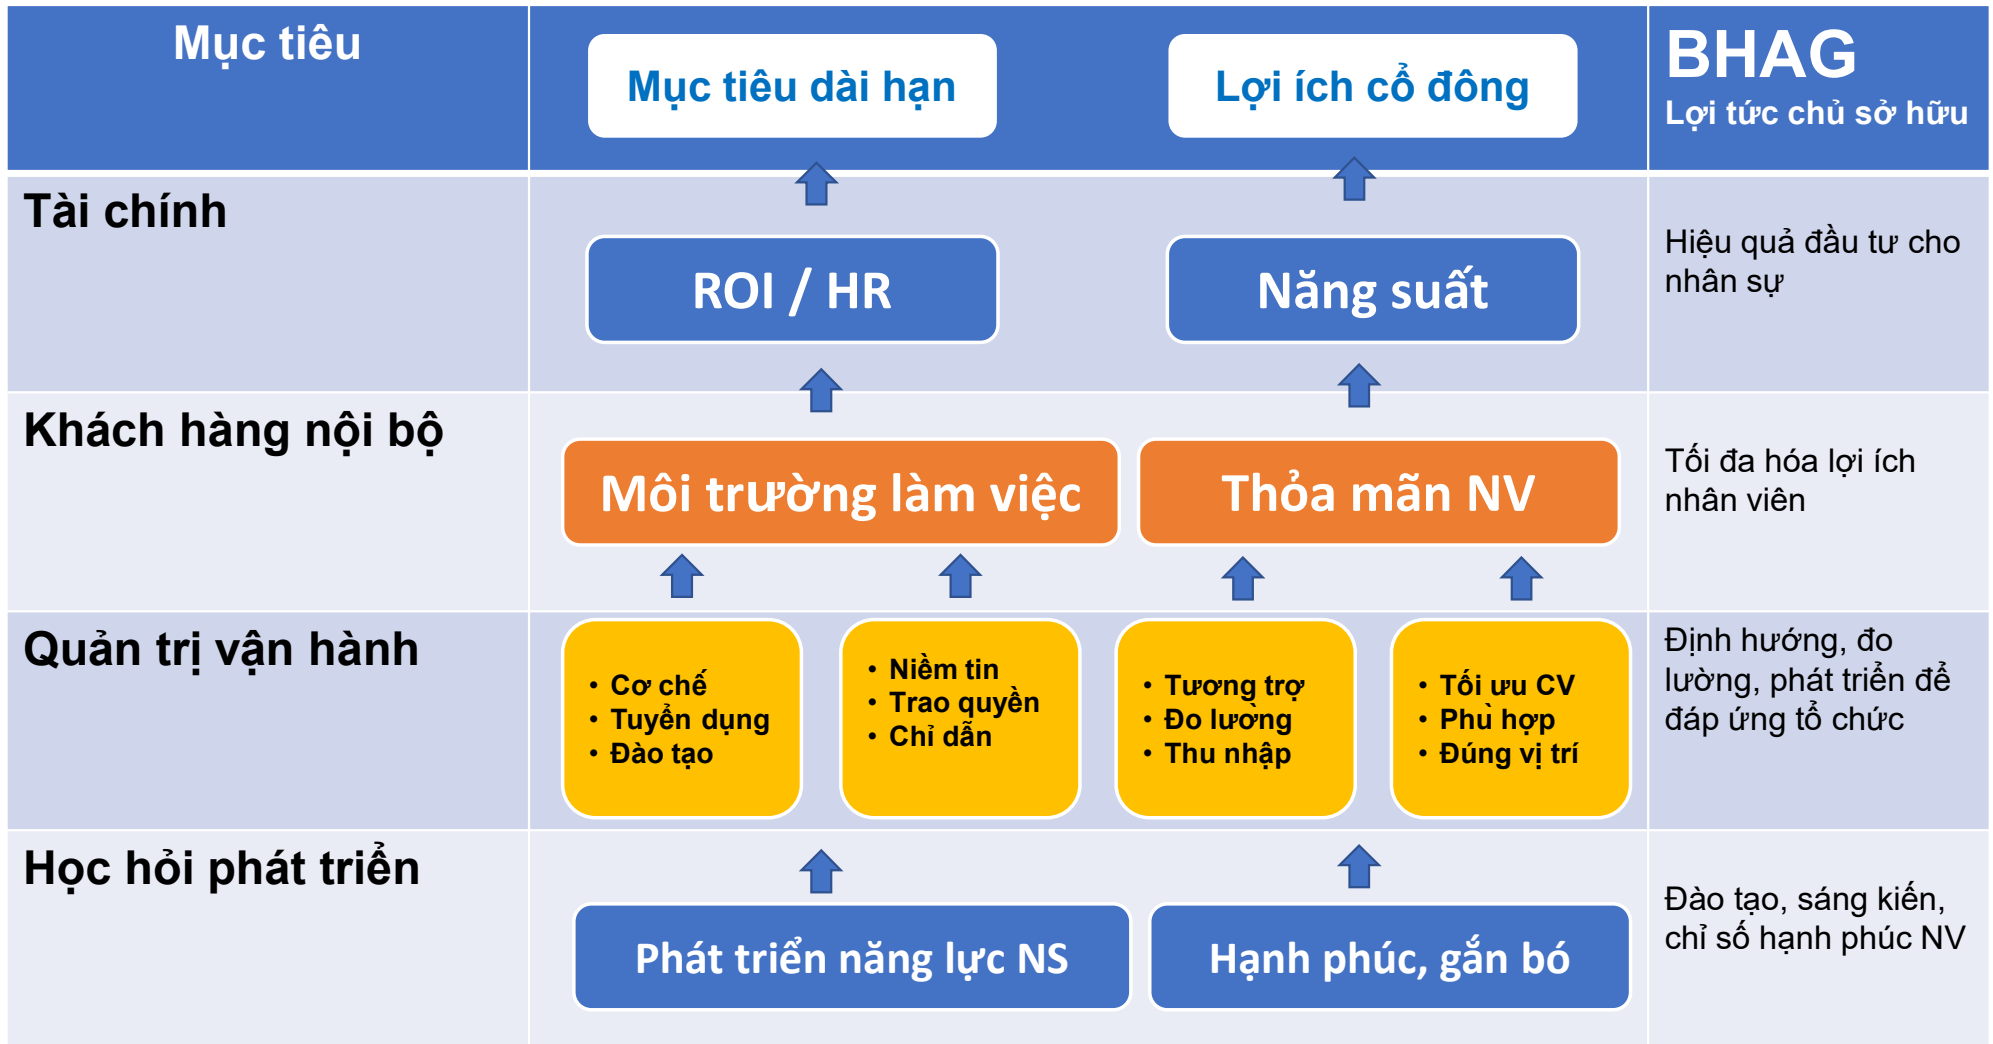 Mục tiêu
Mục tiêu dài hạn
Lợi ích cổ đông
BHAG
Lợi tức chủ sở hữu
Tài chính
ROI / HR
Năng suất
Hiệu quả đầu tư cho
nhân sự
Khách hàng nội bộ
Môi trường làm việc
Thỏa mãn NV
Tối đa hóa lợi ích
nhân viên
Quản trị vận hành
• Cơ chế
• Tuyển dụng
• Đào tạo
• Niềm tin
• Trao quyền
• Chỉ dẫn
• Tương trợ
• Đo lường
• Thu nhập
• Tối ưu CV
• Phù hợp
• Đúng vị trí
Định hướng, đo
lường, phát triển để
đáp ứng tổ chức
Học hỏi phát triển
Phát triển năng lực NS
Hạnh phúc, gắn bó
Đào tạo, sáng kiến,
chỉ số hạnh phúc NV